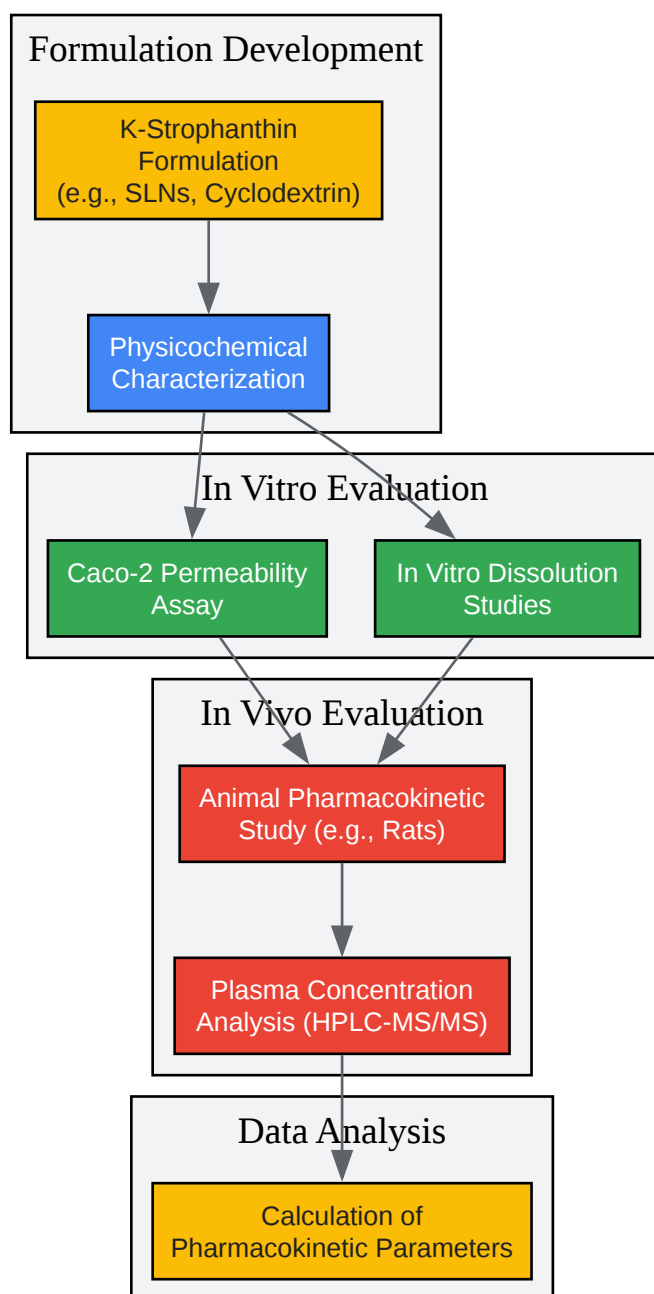 Formulation Development
K-Strophanthin
Formulation
(e.g., SLNs, Cyclodextrin)
Physicochemical
Characterization
In Vitro Evaluation
Caco-2 Permeability
Assay
In Vitro Dissolution
Studies
In Vivo Evaluation
Animal Pharmacokinetic
Study (e.g., Rats)
Plasma Concentration
Analysis (HPLC-MS/MS)
Data Analysis
Calculation of
Pharmacokinetic Parameters